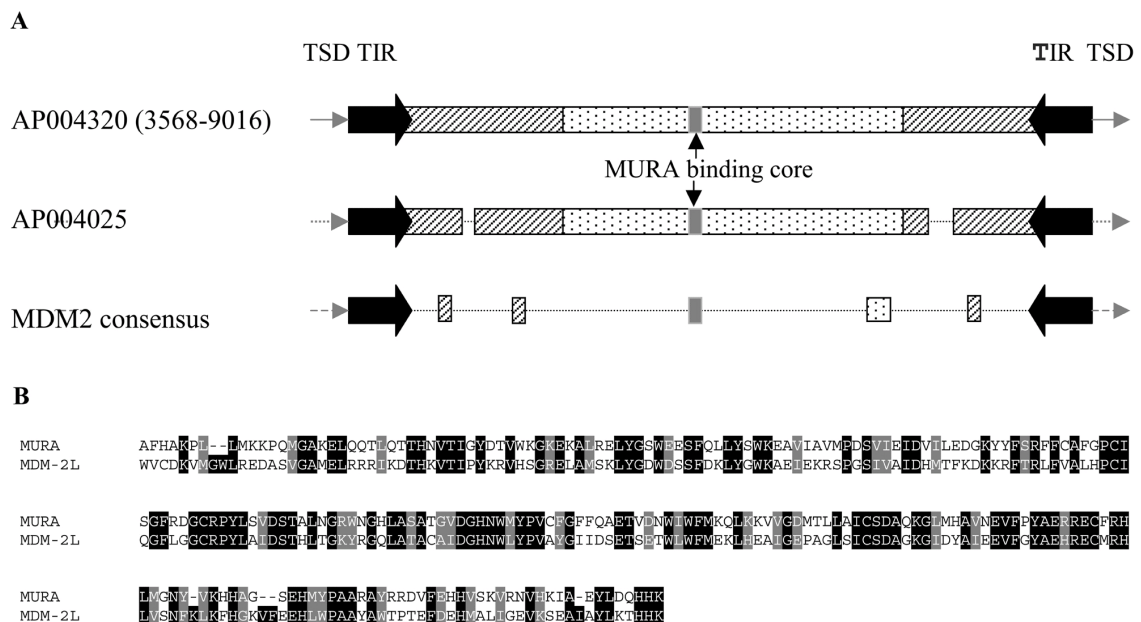 A
TSD TIR TIR TSD
AP004320 (3568-9016)
MURA binding core
AP004025
MDM2 consensus
B
MURA AFHAKPL--LMKKPQMGAKELQQTLQTTHNVTIGYDTVWKGKEKALRELYGSWEESFQLLYSWKEAVIAVMPDSVIEIDVILEDGKYYFSRFFCAFGPCI
MDM-2L WVCDKVMGWLREDASVGAMELRRRIKDTHKVTIPYKRVHSGRELAMSKLYGDWDSSFDKLYGWKAEIEKRSPGSIVAIDHMTFKDKKRFTRLFVALHPCI
MURA SGFRDGCRPYLSVDSTALNGRWNGHLASATGVDGHNWMYPVCFGFFQAETVDNWIWFMKQLKKVVGDMTLLAICSDAQKGLMHAVNEVFPYAERRECFRH
MDM-2L QGFLGGCRPYLAIDSTHLTGKYRGQLATACAIDGHNWLYPVAYGIIDSETSETWLWFMEKLHEAIGEPAGLSICSDAGKGIDYAIEEVFGYAEHRECMRH
MURA LMGNY-VKHHAG--SEHMYPAARAYRRDVFEHHVSKVRNVHKIA-EYLDQHHK
MDM-2L LVSNFKLKFHGKVFEEHLWPAAYAWTPTEFDEHMALIGEVKSEAIAYLKTHHK